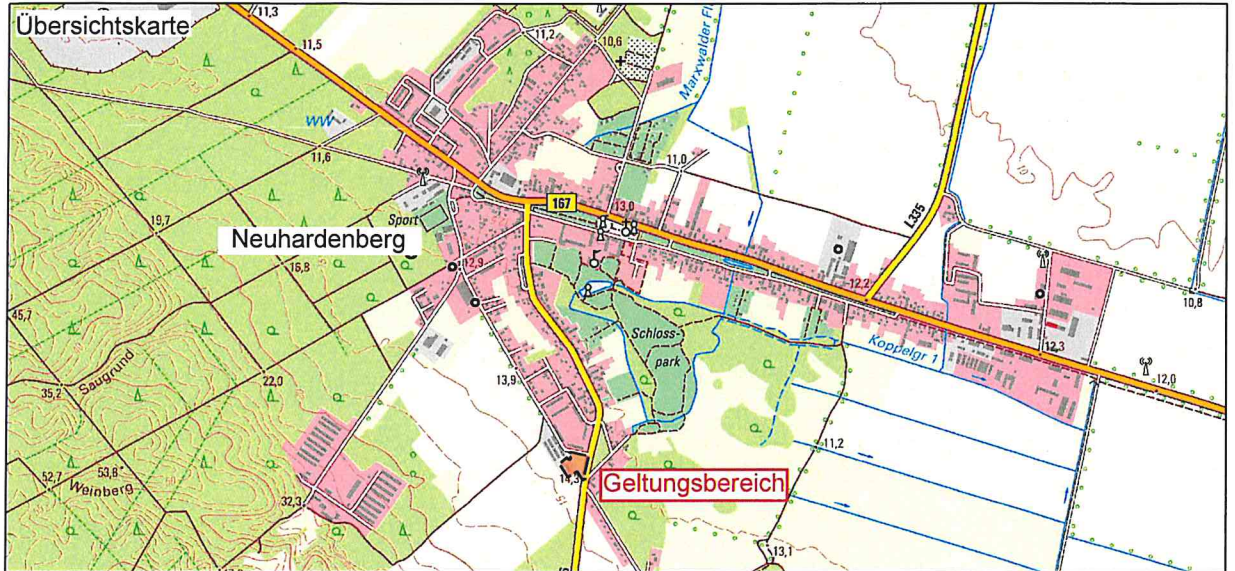 Übersichtskarte
11,3
11,2
10,6
11,5
Marxwalder Fl
WW
11,6
11,0
L335
167
13,0
19,7
Sport
Neuhardenberg
12,9
16,8
12,2
10,8
45,7
Schloss-
park
Koppelgr 1
12,3
Saugrund
13,9
22,0
12,0
35,2
11,2
52,7
53,8
Weinberg
14,3
Geltungsbereich
32,3
15
13,1